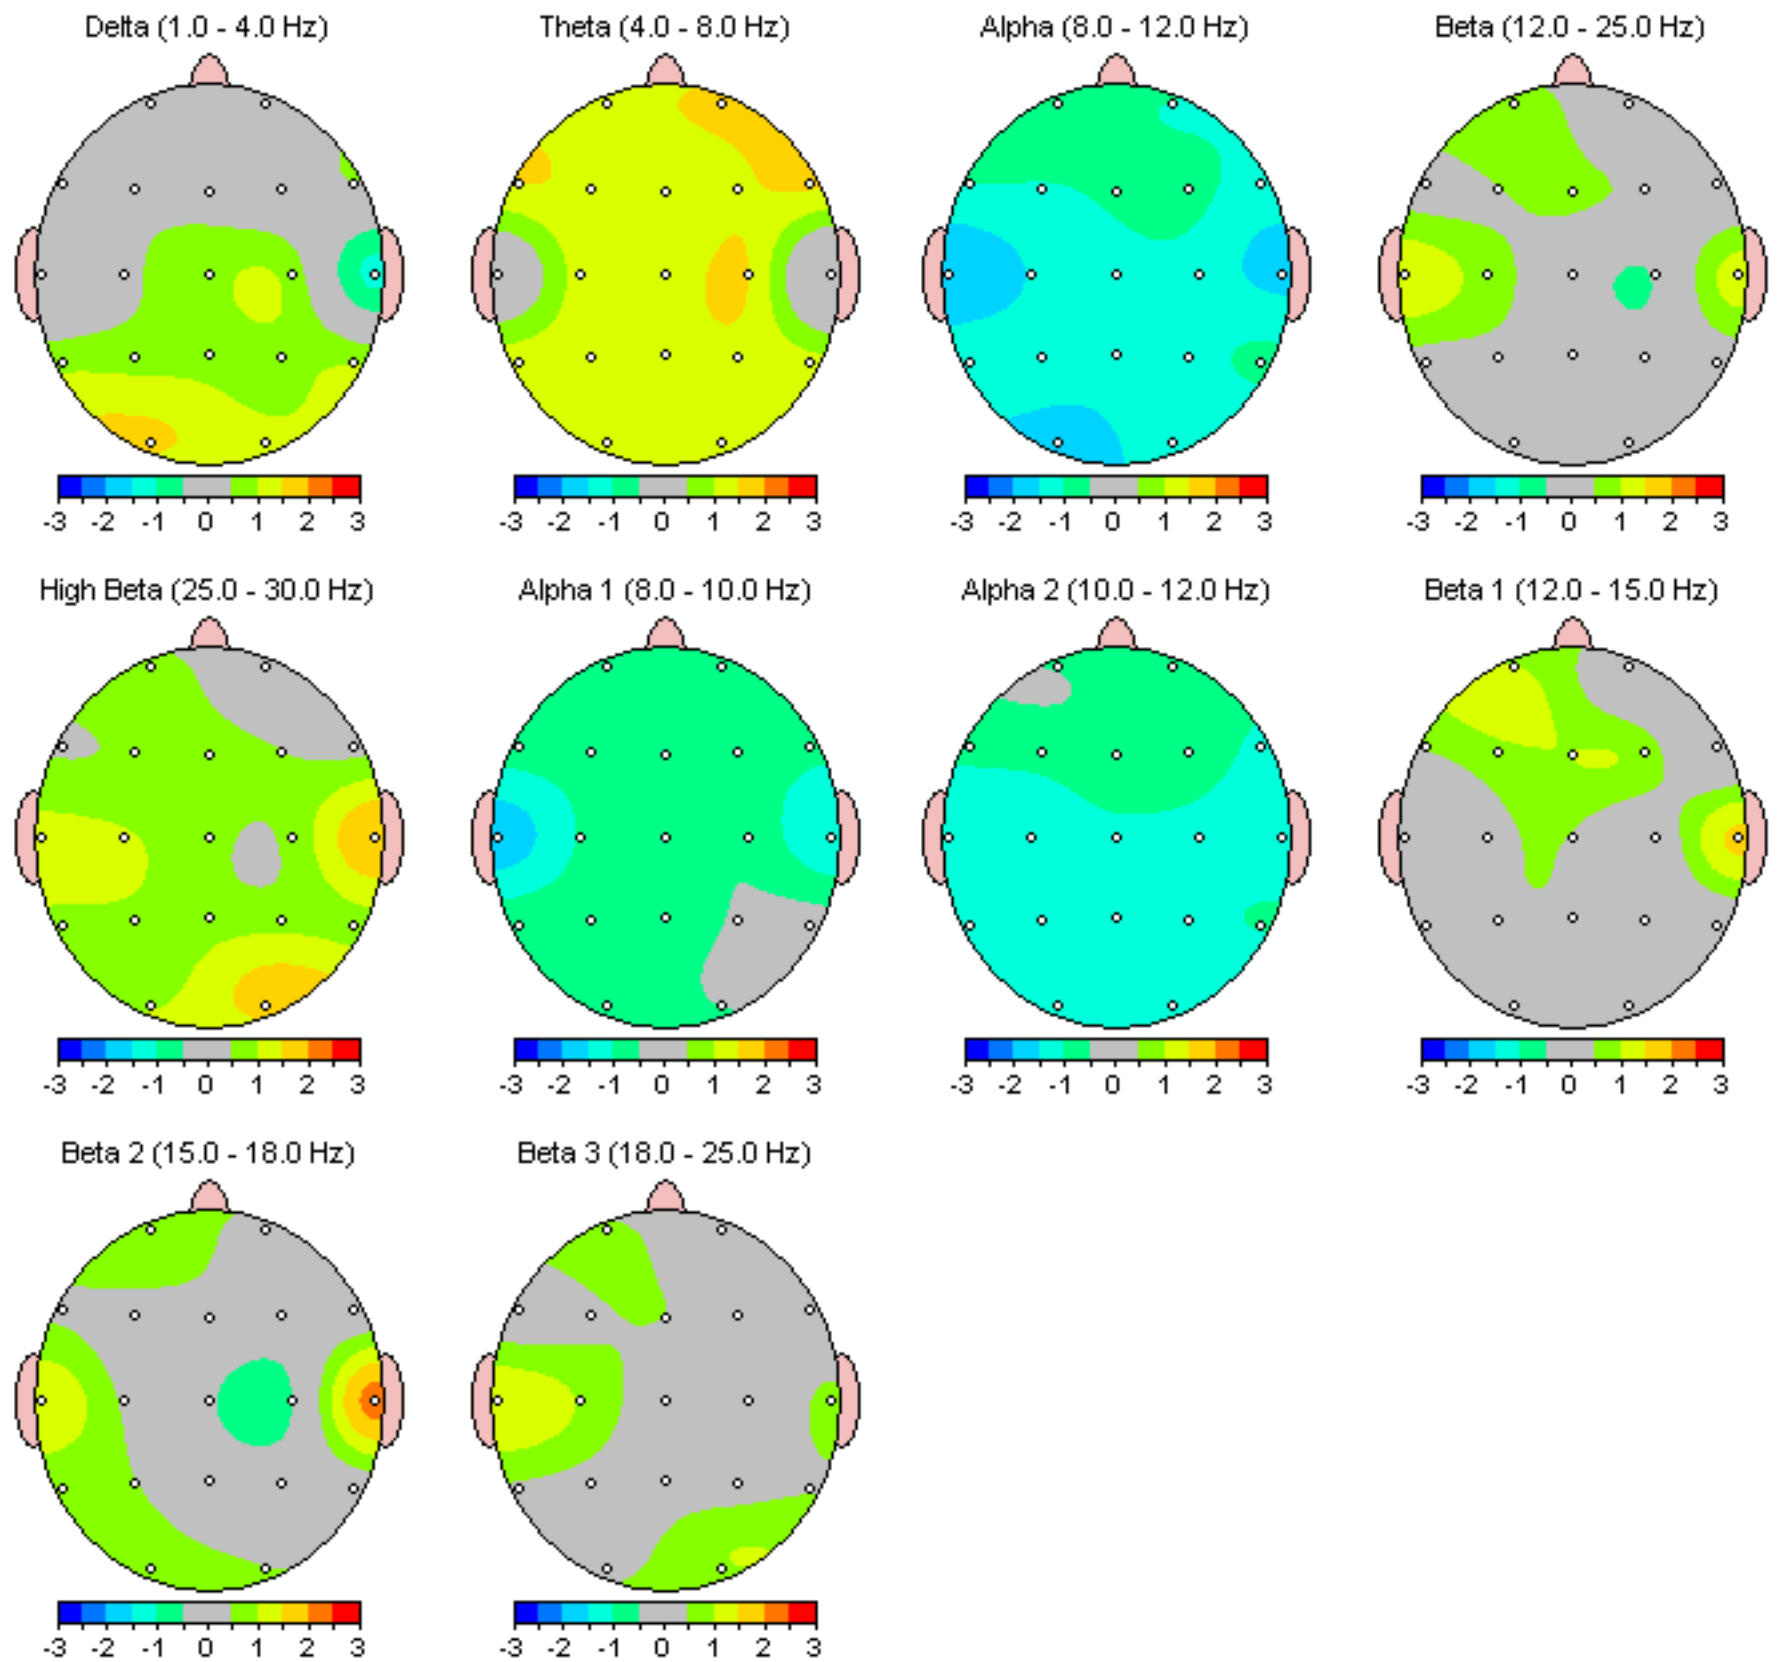 Delta (1.0 - 4.0 Hz) Theta (4.0 - 8.0 Hz) Alpha (8.0 - 12.0 Hz) Beta (12.0 - 25.0 Hz)
-3 -2 -1 0 1 2 3 -3 -2 -1 0 1 2 3 -3 -2 -1 0 1 2 3 -3 -2 -1 0 1 2 3
High Beta (25.0 - 30.0 Hz) Alpha 1 (8.0 - 10.0 Hz) Alpha 2 (10.0 - 12.0 Hz) Beta 1 (12.0 - 15.0 Hz)
-3 -2 -1 0 1 2 3 -3 -2 -1 0 1 2 3 -3 -2 -1 0 1 2 3 -3 -2 -1 0 1 2 3
Beta 2 (15.0 - 18.0 Hz) Beta 3 (18.0 - 25.0 Hz)
-3 -2 -1 0 1 2 3 -3 -2 -1 0 1 2 3